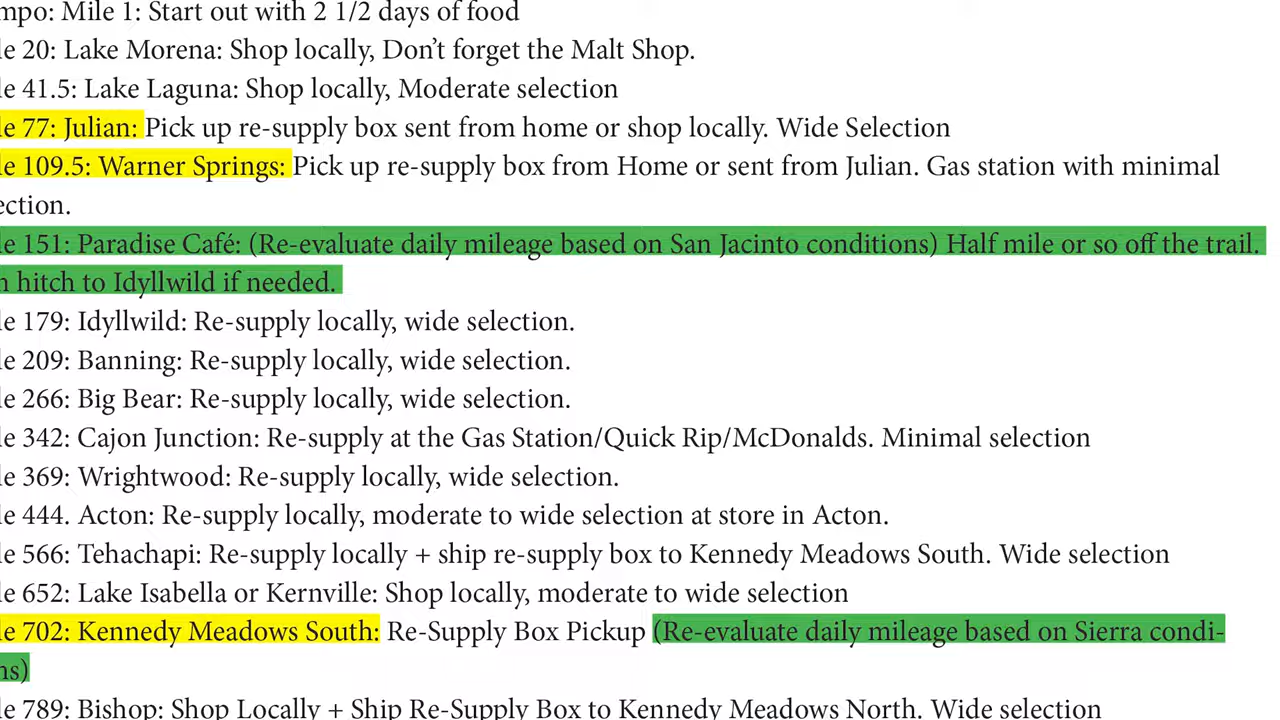 mpo: Mile 1: Start out with 2 1/2 days of food
le 20: Lake Morena: Shop locally, Don’t forget the Malt Shop.
le 41.5: Lake Laguna: Shop locally, Moderate selection
le 77: Julian: Pick up re-supply box sent from home or shop locally. Wide Selection
le 109.5: Warner Springs: Pick up re-supply box from Home or sent from Julian. Gas station with minimal
ection.
le 151: Paradise Café: (Re-evaluate daily mileage based on San Jacinto conditions) Half mile or so off the trail.
n hitch to Idyllwild if needed.
le 179: Idyllwild: Re-supply locally, wide selection.
le 209: Banning: Re-supply locally, wide selection.
le 266: Big Bear: Re-supply locally, wide selection.
le 342: Cajon Junction: Re-supply at the Gas Station/Quick Rip/McDonalds. Minimal selection
le 369: Wrightwood: Re-supply locally, wide selection.
le 444. Acton: Re-supply locally, moderate to wide selection at store in Acton.
le 566: Tehachapi: Re-supply locally + ship re-supply box to Kennedy Meadows South. Wide selection
le 652: Lake Isabella or Kernville: Shop locally, moderate to wide selection
le 702: Kennedy Meadows South: Re-Supply Box Pickup (Re-evaluate daily mileage based on Sierra condi-
ns)
le 789: Bishop: Shop Locally + Ship Re-Supply Box to Kennedy Meadows North. Wide selection